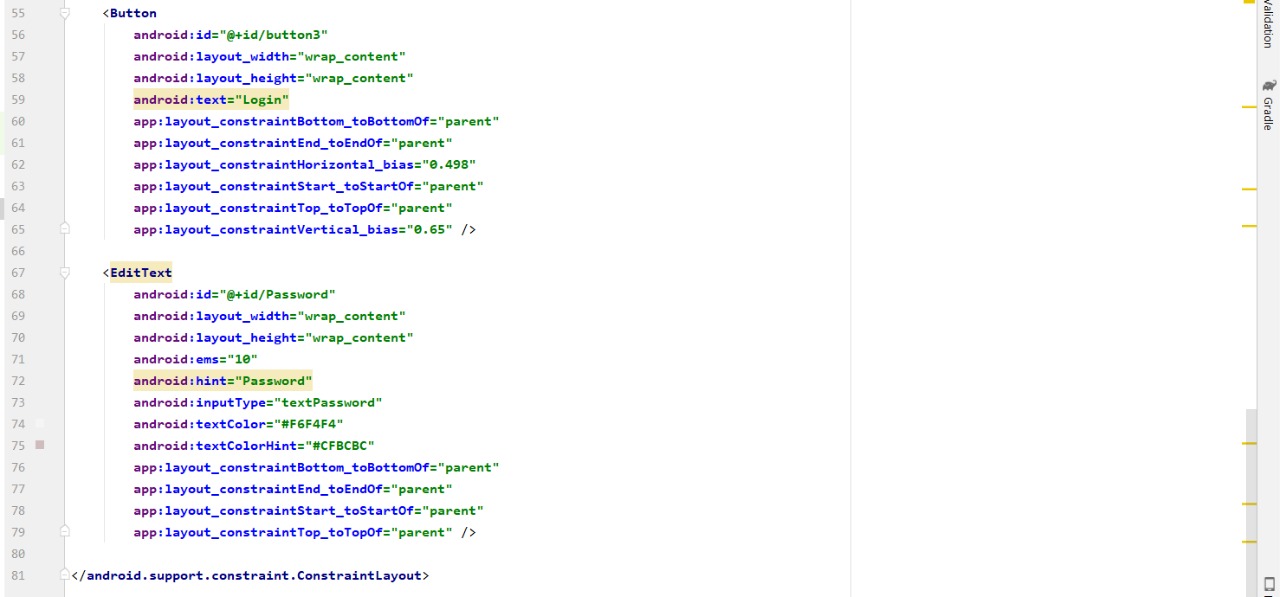 55 <Button
56 android:id="@+id/button3"
57 android:layout_width="wrap_content"
58 android:layout_height="wrap_content"
59 android:text="Login"
60 app:layout_constraintBottom_toBottomOf="parent"
61 app:layout_constraintEnd_toEndOf="parent"
62 app:layout_constraintHorizontal_bias="0.498"
63 app:layout_constraintStart_toStartOf="parent"
64 app:layout_constraintTop_toTopOf="parent"
65 app:layout_constraintVertical_bias="0.65" />
66
67 <EditText
68 android:id="@+id/Password"
69 android:layout_width="wrap_content"
70 android:layout_height="wrap_content"
71 android:ems="10"
72 android:hint="Password"
73 android:inputType="textPassword"
74 android:textColor="#F6F4F4"
75 android:textColorHint="#CFBCBC"
76 app:layout_constraintBottom_toBottomOf="parent"
77 app:layout_constraintEnd_toEndOf="parent"
78 app:layout_constraintStart_toStartOf="parent"
79 app:layout_constraintTop_toTopOf="parent" />
80
81 </android.support.constraint.ConstraintLayout>
Validation
Gradle